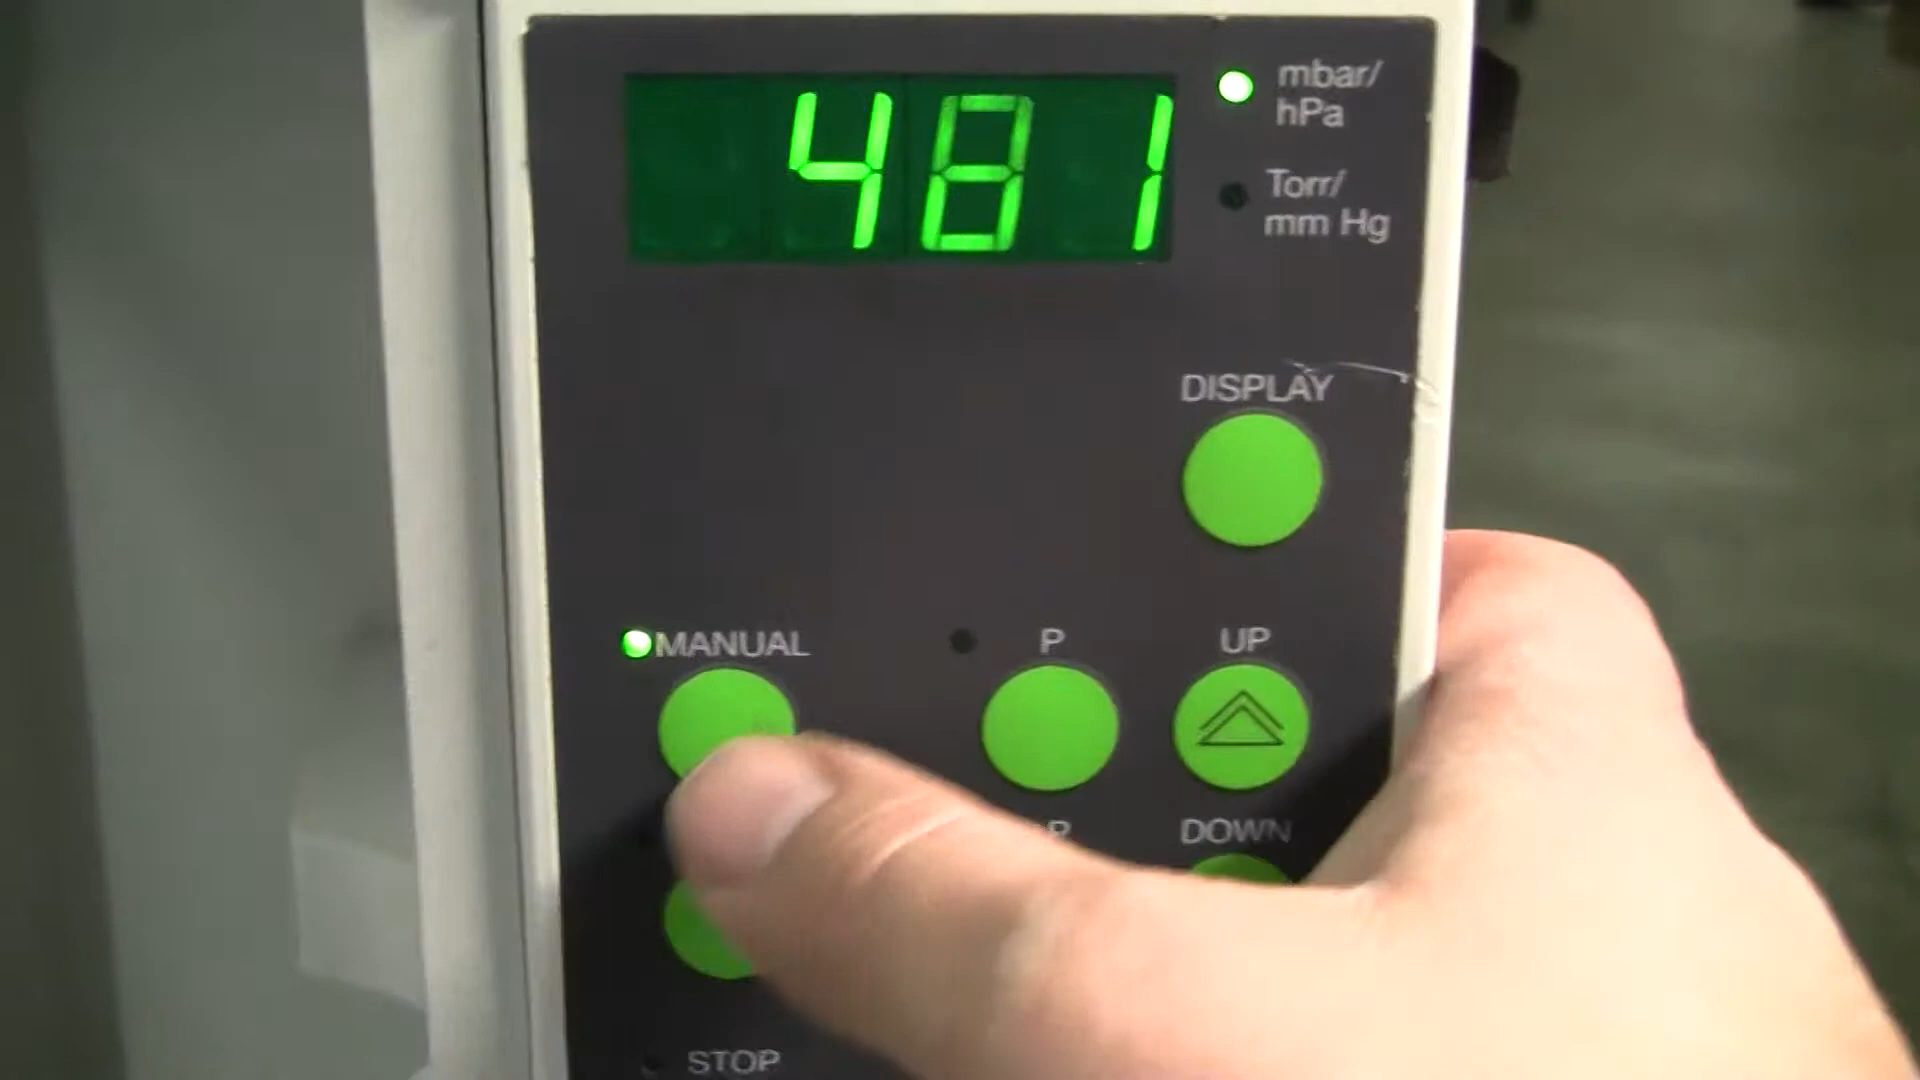 481
mbar/
hPa
Torr/
mm Hg
DISPLAY
MANUAL
P
UP
DOWN
STOP